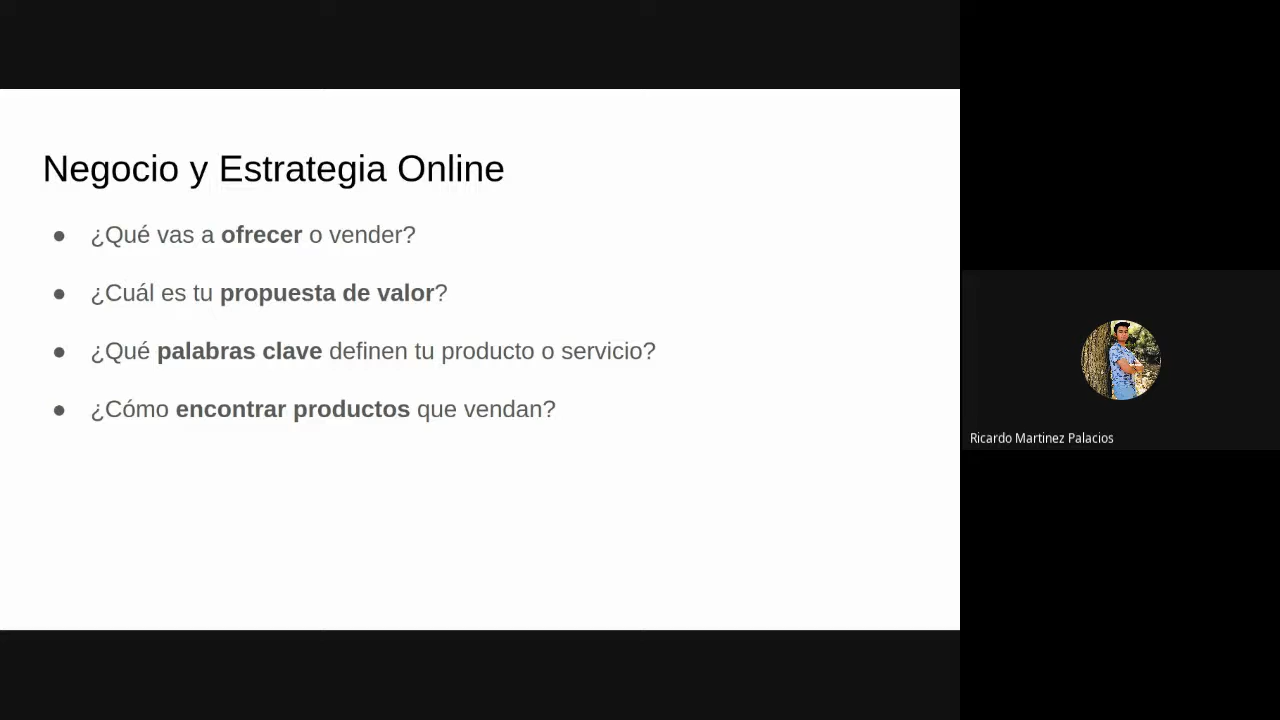 Negocio y Estrategia Online
● ¿Qué vas a ofrecer o vender?
● ¿Cuál es tu propuesta de valor?
● ¿Qué palabras clave definen tu producto o servicio?
● ¿Cómo encontrar productos que vendan?
Ricardo Martinez Palacios